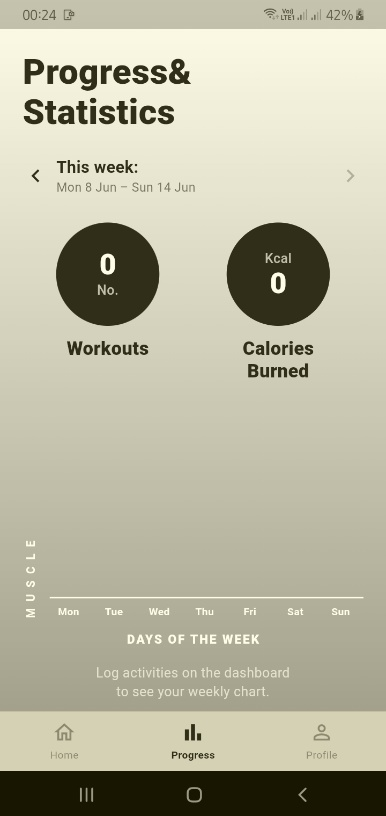 00:24 Vo) LTE1 42%
Progress&
Statistics
This week:
Mon 8 Jun – Sun 14 Jun
0
No.
Workouts
Kcal
0
Calories
Burned
MUSCLE
Mon Tue Wed Thu Fri Sat Sun
DAYS OF THE WEEK
Log activities on the dashboard
to see your weekly chart.
Home Progress Profile